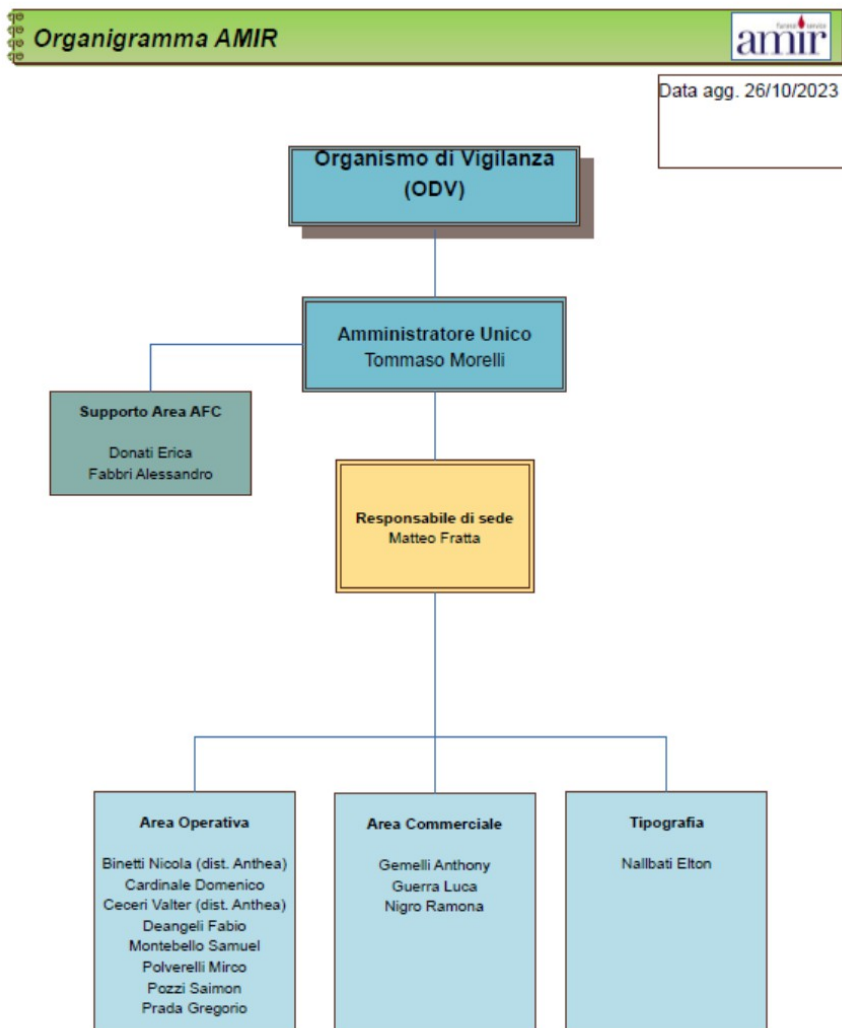 Organigramma AMIR
funeral service
amir
Data agg. 26/10/2023
Organismo di Vigilanza
(ODV)
Amministratore Unico
Tommaso Morelli
Supporto Area AFC
Donati Erica
Fabbri Alessandro
Responsabile di sede
Matteo Fratta
Area Operativa
Binetti Nicola (dist. Anthea)
Cardinale Domenico
Ceceri Valter (dist. Anthea)
Deangeli Fabio
Montebello Samuel
Polverelli Mirco
Pozzi Saimon
Prada Gregorio
Area Commerciale
Gemelli Anthony
Guerra Luca
Nigro Ramona
Tipografia
Nallbati Elton